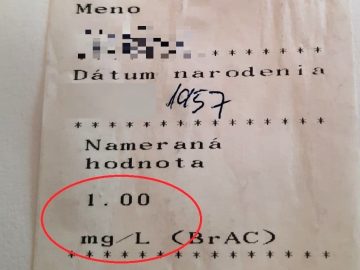 Meno
* * * * * * *
Dátum narodenia
1957
* * * * * * * * * * * * * * *
Nameraná
hodnota
1.00
mg/L (BrAC)